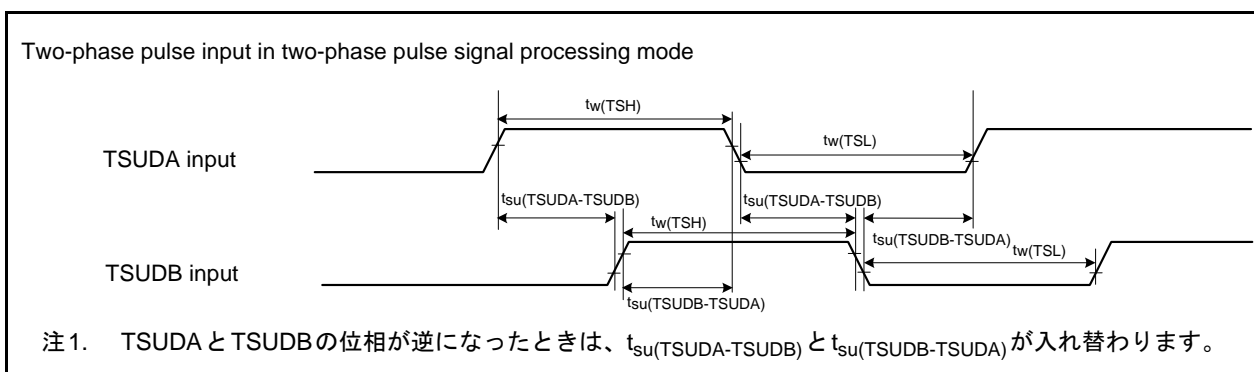 Two-phase pulse input in two-phase pulse signal processing mode
tw(TSH)
TSUDA input
tw(TSL)
tsu(TSUDA-TSUDB)
tsu(TSUDA-TSUDB)
tw(TSH)
tsu(TSUDB-TSUDA)
tw(TSL)
TSUDB input
tsu(TSUDB-TSUDA)
注1. TSUDAとTSUDBの位相が逆になったときは、tsu(TSUDA-TSUDB)とtsu(TSUDB-TSUDA)が入れ替わります。